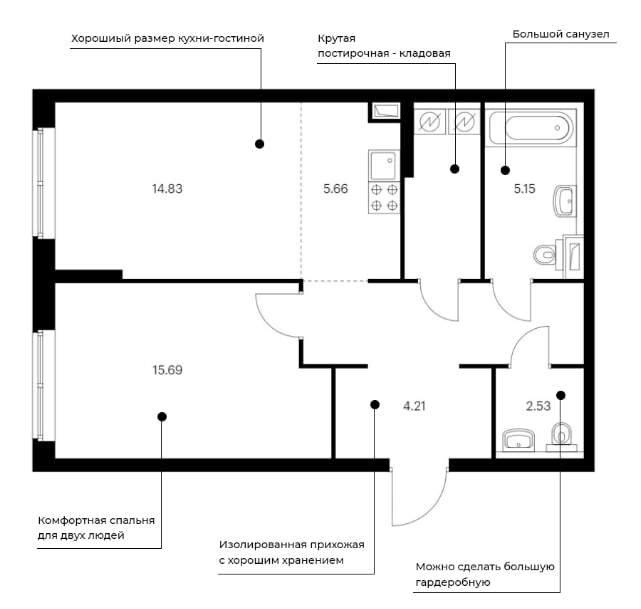 Хорошиый размер кухни-гостиной
Крутая
постирочная - кладовая
Большой санузел
14.83
5.66
5.15
15.69
4.21
2.53
Комфортная спальня
для двух людей
Изолированная прихожая
с хорошим хранением
Можно сделать большую
гардеробную